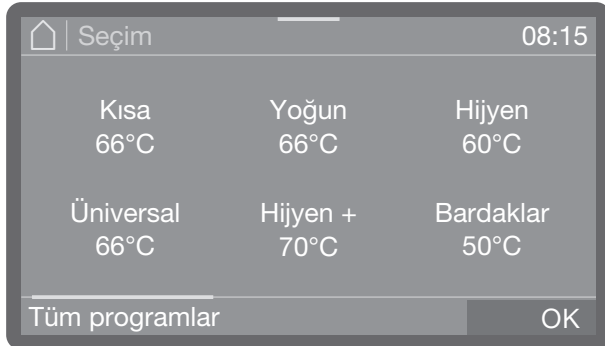 Seçim 08:15
Kısa Yoğun Hijyen
66°C 66°C 60°C
Üniversal Hijyen + Bardaklar
66°C 70°C 50°C
Tüm programlar OK